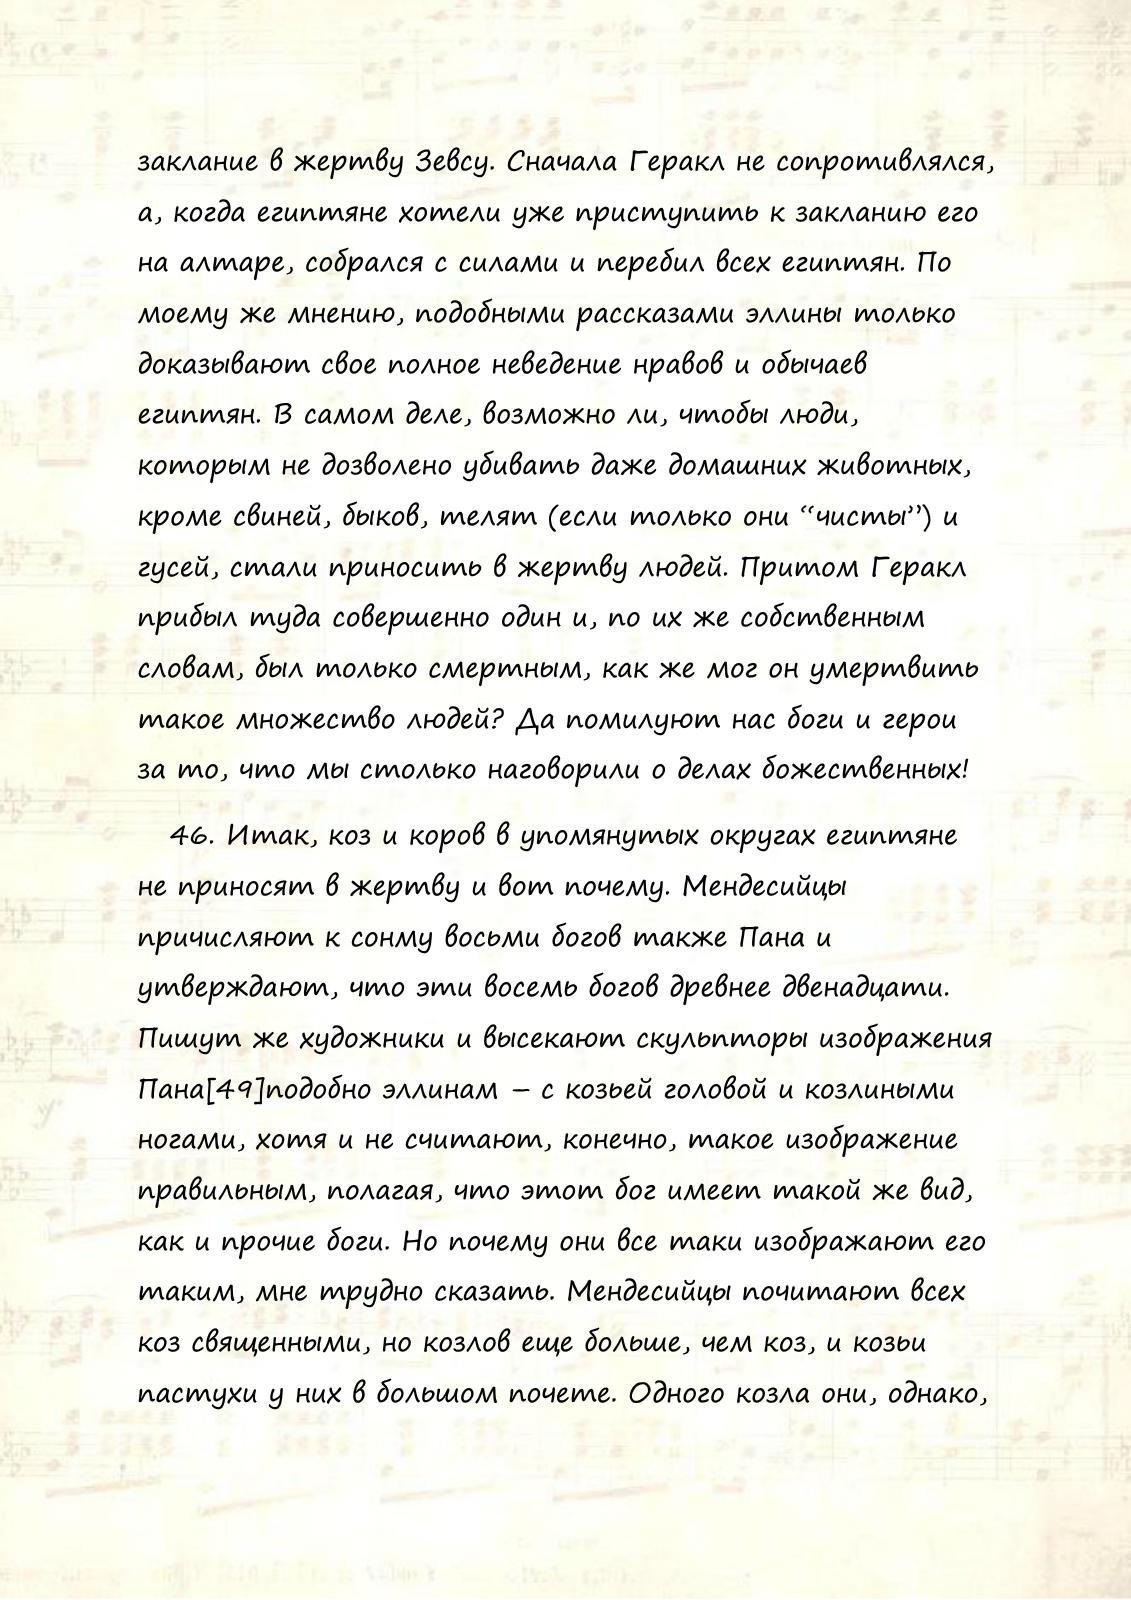 заклание в жертву Зевсу. Сначала Геракл не сопротивлялся,
а, когда египтяне хотели уже приступить к закланию его
на алтаре, собрался с силами и перебил всех египтян. По
моему же мнению, подобными рассказами эллины только
доказывают свое полное неведение нравов и обычаев
египтян. В самом деле, возможно ли, чтобы люди,
которым не дозволено убивать даже домашних животных,
кроме свиней, быков, телят (если только они “чисты”) и
гусей, стали приносить в жертву людей. Притом Геракл
прибыл туда совершенно один и, по их же собственным
словам, был только смертным, как же мог он умертвить
такое множество людей? Да помилуют нас боги и герои
за то, что мы столько наговорили о делах божественных!
46. Итак, коз и коров в упомянутых округах египтяне
не приносят в жертву и вот почему. Мендесийцы
причисляют к сонму восьми богов также Пана и
утверждают, что эти восемь богов древнее двенадцати.
Пишут же художники и высекают скульпторы изображения
Пана[49]подобно эллинам – с козьей головой и козлиными
ногами, хотя и не считают, конечно, такое изображение
правильным, полагая, что этот бог имеет такой же вид,
как и прочие боги. Но почему они все таки изображают его
таким, мне трудно сказать. Мендесийцы почитают всех
коз священными, но козлов еще больше, чем коз, и козьи
пастухи у них в большом почете. Одного козла они, однако,